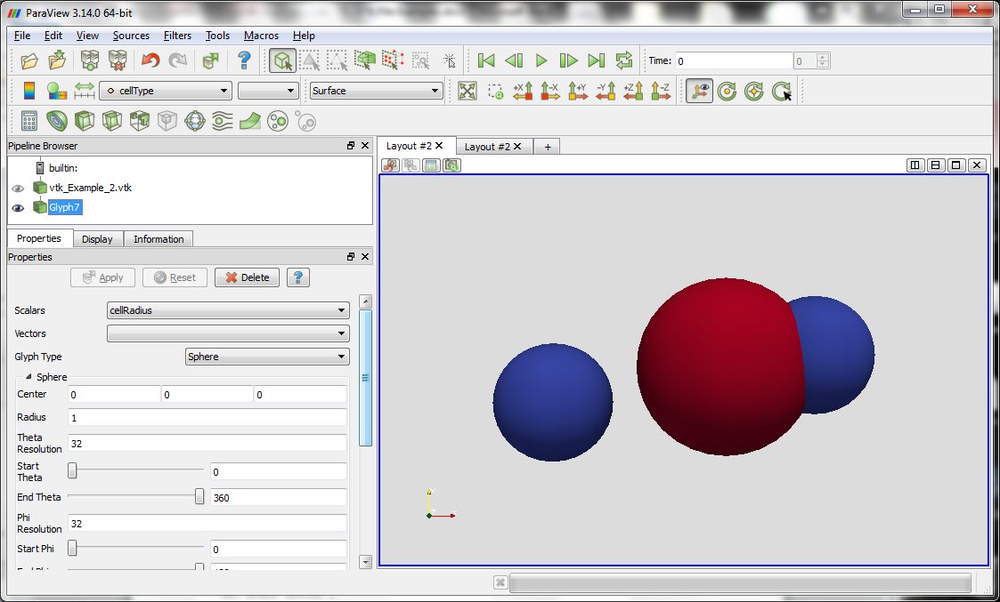 ParaView 3.14.0 64-bit
File Edit View Sources Filters Tools Macros Help
Time: 0 0
cellType Surface +X -X +Y -Y +Z -Z
Pipeline Browser
builtin:
vtk_Example_2.vtk
Glyph7
Properties Display Information
Properties
Apply Reset Delete ?
Scalars cellRadius
Vectors
Glyph Type Sphere
Sphere
Center 0 0 0
Radius 1
Theta
Resolution 32
Start
Theta 0
End Theta 360
Phi
Resolution 32
Start Phi 0
Layout #2 Layout #2 +